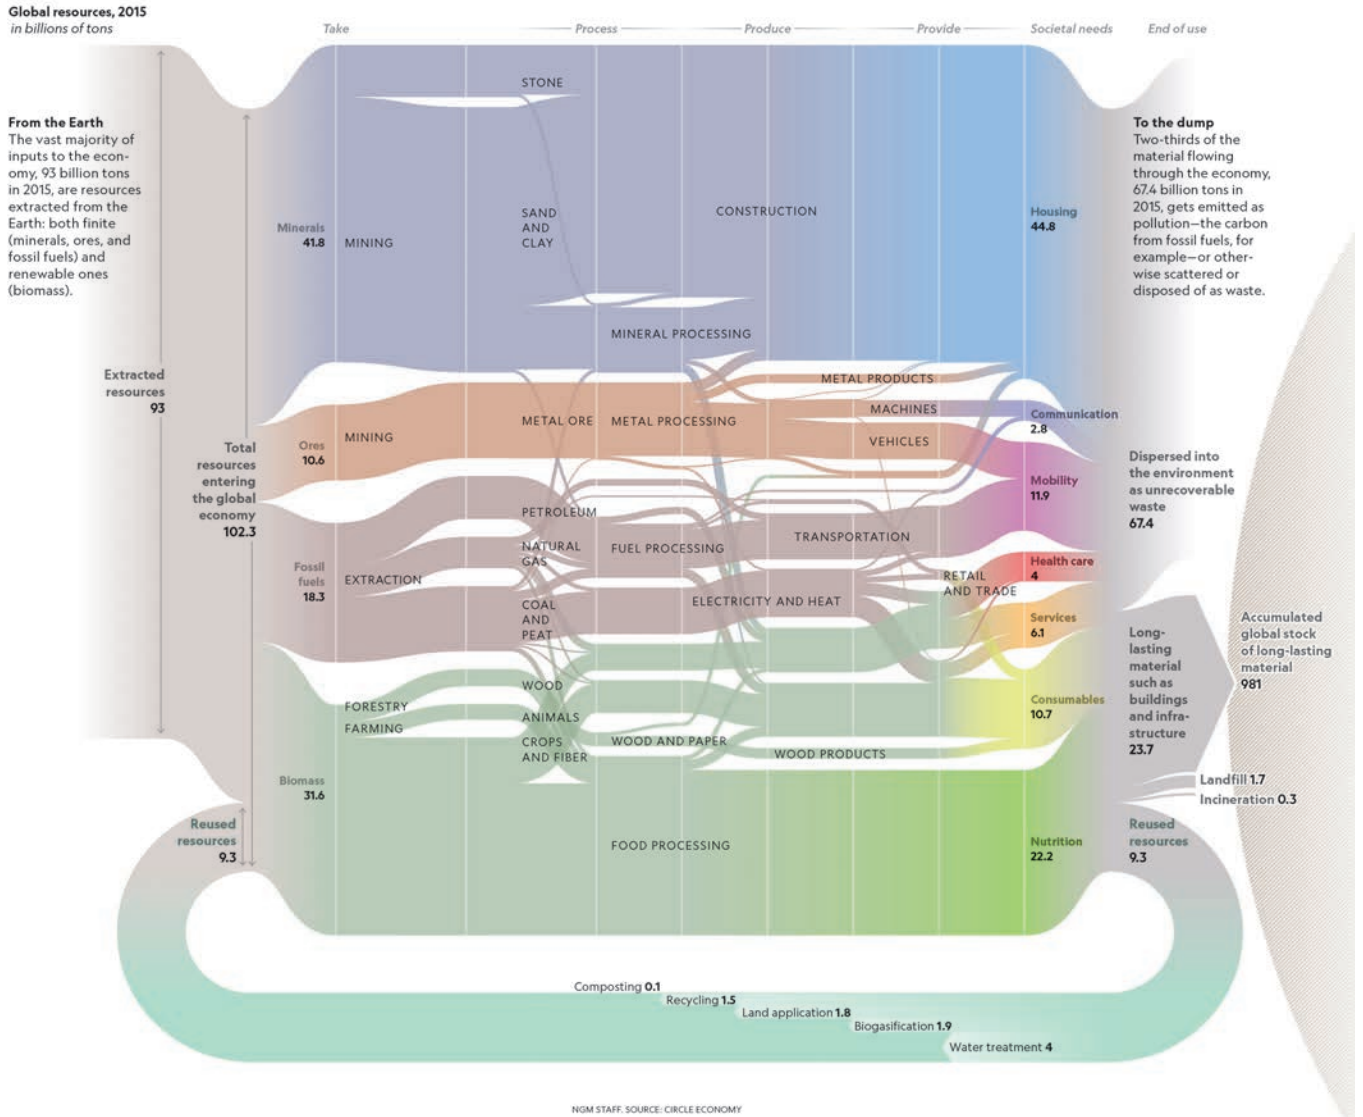 Global resources, 2015
in billions of tons
Take
Process
Produce
Provide
Societal needs
End of use
From the Earth
The vast majority of
inputs to the econ-
omy, 93 billion tons
in 2015, are resources
extracted from the
Earth: both finite
(minerals, ores, and
fossil fuels) and
renewable ones
(biomass).
Extracted
resources
93
Total
resources
entering
the global
economy
102.3
Reused
resources
9.3
Minerals
41.8
Ores
10.6
Fossil
fuels
18.3
Biomass
31.6
MINING
MINING
EXTRACTION
FORESTRY
FARMING
STONE
SAND
AND
CLAY
METAL ORE
PETROLEUM
NATURAL
GAS
COAL
AND
PEAT
WOOD
ANIMALS
CROPS
AND FIBER
MINERAL PROCESSING
METAL PROCESSING
FUEL PROCESSING
ELECTRICITY AND HEAT
WOOD AND PAPER
FOOD PROCESSING
CONSTRUCTION
METAL PRODUCTS
MACHINES
VEHICLES
TRANSPORTATION
WOOD PRODUCTS
RETAIL
AND TRADE
Housing
44.8
Communication
2.8
Mobility
11.9
Health care
4
Services
6.1
Consumables
10.7
Nutrition
22.2
To the dump
Two-thirds of the
material flowing
through the economy,
67.4 billion tons in
2015, gets emitted as
pollution—the carbon
from fossil fuels, for
example—or other-
wise scattered or
disposed of as waste.
Dispersed into
the environment
as unrecoverable
waste
67.4
Long-
lasting
material
such as
buildings
and infra-
structure
23.7
Accumulated
global stock
of long-lasting
material
981
Landfill 1.7
Incineration 0.3
Reused
resources
9.3
Composting 0.1
Recycling 1.5
Land application 1.8
Biogasification 1.9
Water treatment 4
NGM STAFF. SOURCE: CIRCLE ECONOMY